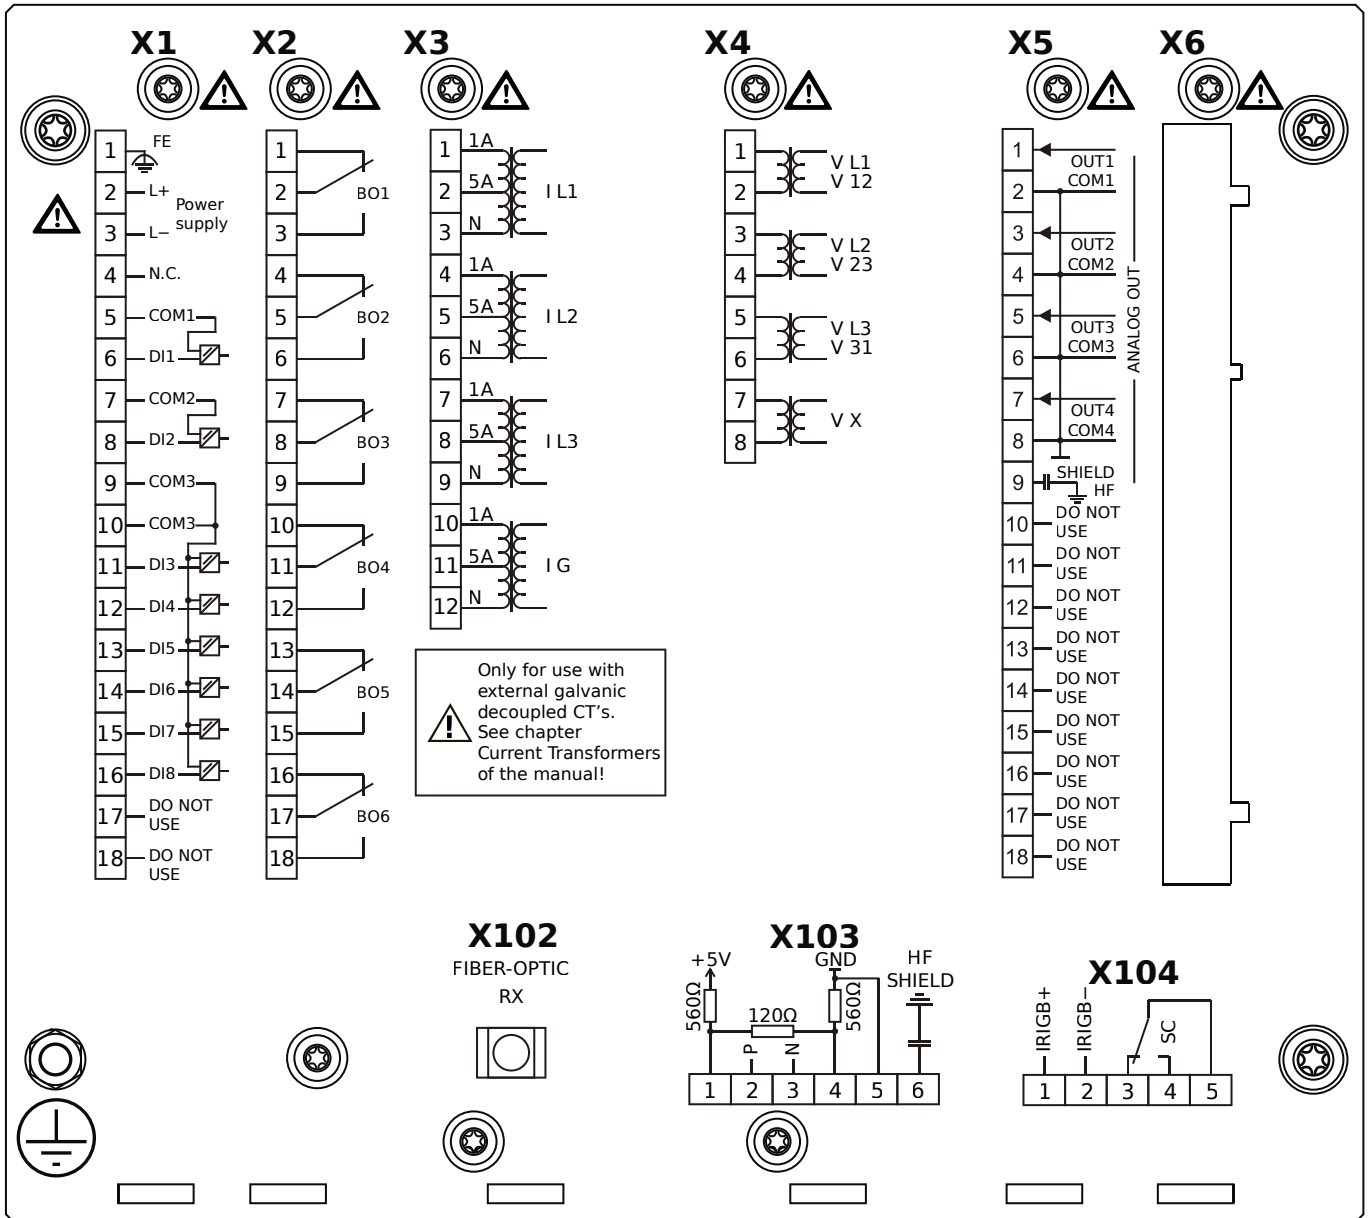 X1
X2
X3
X4
X5
X6
1
FE
2
L+
Power
supply
3
L−
4
N.C.
5
COM1
6
DI1
7
COM2
8
DI2
9
COM3
10
COM3
11
DI3
12
DI4
13
DI5
14
DI6
15
DI7
16
DI8
17
DO NOT
USE
18
DO NOT
USE
1
2
BO1
3
4
5
BO2
6
7
8
BO3
9
10
11
BO4
12
13
14
BO5
15
16
17
BO6
18
1
1A
2
5A
I L1
3
N
4
1A
5
5A
I L2
6
N
7
1A
8
5A
I L3
9
N
10
1A
11
5A
I G
12
N
Only for use with
external galvanic
decoupled CT's.
See chapter
Current Transformers
of the manual!
1
V L1
2
V 12
3
V L2
4
V 23
5
V L3
6
V 31
7
V X
8
1
OUT1
2
COM1
3
OUT2
4
COM2
5
OUT3
6
COM3
7
OUT4
8
COM4
ANALOG OUT
9
SHIELD
HF
10
DO NOT
USE
11
DO NOT
USE
12
DO NOT
USE
13
DO NOT
USE
14
DO NOT
USE
15
DO NOT
USE
16
DO NOT
USE
17
DO NOT
USE
18
DO NOT
USE
X102
FIBER-OPTIC
RX
X103
+5V
GND
HF
SHIELD
560Ω
120Ω
560Ω
P
N
1 2 3 4 5 6
X104
IRIGB+
IRIGB−
SC
1 2 3 4 5